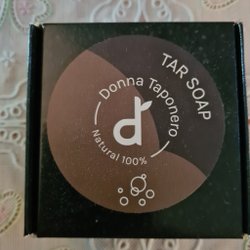 TAR SOAP
Donna Taponero
d
Natural 100%